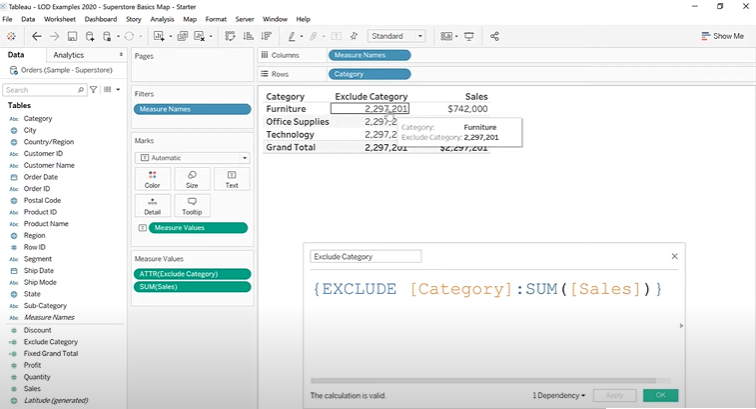 Tableau - LOD Examples 2020 - Superstore Basics Map - Starter
File Data Worksheet Dashboard Story Analysis Map Format Server Window Help
Standard Show Me
Data Analytics Pages Columns Measure Names
Orders (Sample - Superstore) Rows Category
Search Filters
Tables Measure Names
Category Exclude Category Sales
Furniture 2,297,201 $742,000
Office Supplies 2,297,2
Technology 2,297,2
Grand Total 2,297,201 $2,297,201
Category: Furniture
Exclude Category: 2,297,201
Category
City
Country/Region
Customer ID
Customer Name
Order Date
Order ID
Postal Code
Product ID
Product Name
Region
Row ID
Segment
Ship Date
Ship Mode
State
Sub-Category
Measure Names
Discount
Exclude Category
Fixed Grand Total
Profit
Quantity
Sales
Latitude (generated)
Marks
Automatic
Color Size Text
Detail Tooltip
Measure Values
Measure Values
ATTR(Exclude Category)
SUM(Sales)
Exclude Category
{EXCLUDE [Category]:SUM([Sales])}
The calculation is valid. 1 Dependency Apply OK